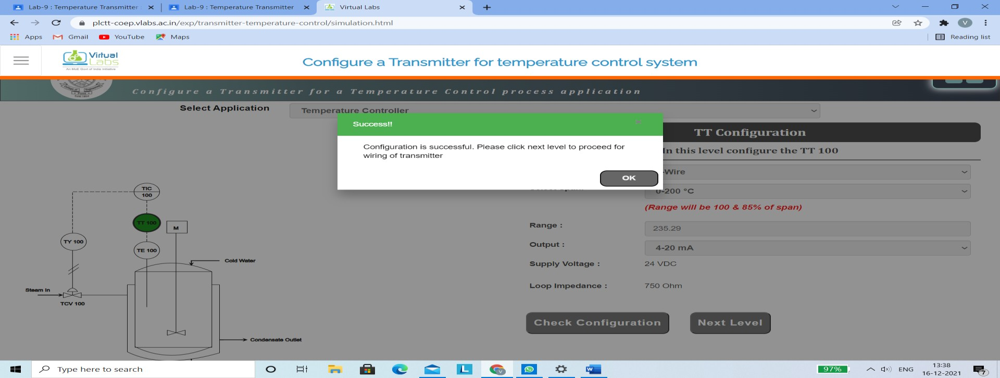 Lab-9 : Temperature Transmitter
Lab-9 : Temperature Transmitter
Virtual Labs
plctt-coep.vlabs.ac.in/exp/transmitter-temperature-control/simulation.html
V
Apps
Gmail
YouTube
Maps
Reading list
Virtual
Labs
An MoE Govt of India Initiative
Configure a Transmitter for temperature control system
Configure a Transmitter for a Temperature Control process application
Select Application
Temperature Controller
Success!!
Configuration is successful. Please click next level to proceed for
wiring of transmitter
OK
TT Configuration
In this level configure the TT 100
-Wire
0-200 °C
(Range will be 100 & 85% of span)
Range :
235.29
Output :
4-20 mA
Supply Voltage :
24 VDC
Loop Impedance :
750 Ohm
Check Configuration
Next Level
TIC
100
TT 100
M
TY 100
TE 100
Cold Water
Steam In
TCV 100
Condensate Outlet
Type here to search
L
V
W
97%
ENG
13:38
16-12-2021
7